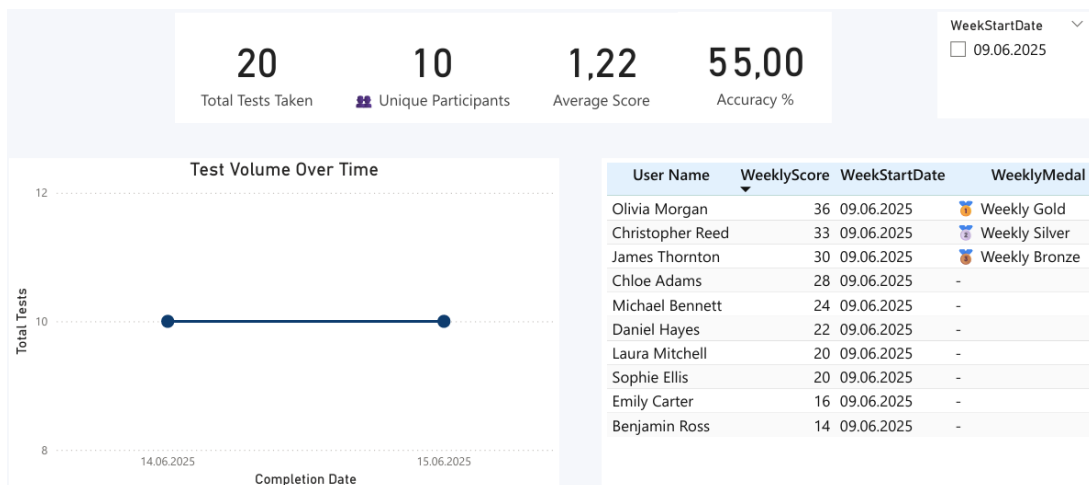 20
Total Tests Taken
10
Unique Participants
1,22
Average Score
55,00
Accuracy %
WeekStartDate
09.06.2025
Test Volume Over Time
12
10
8
Total Tests
14.06.2025
15.06.2025
Completion Date
User Name WeeklyScore WeekStartDate WeeklyMedal
Olivia Morgan 36 09.06.2025 Weekly Gold
Christopher Reed 33 09.06.2025 Weekly Silver
James Thornton 30 09.06.2025 Weekly Bronze
Chloe Adams 28 09.06.2025 -
Michael Bennett 24 09.06.2025 -
Daniel Hayes 22 09.06.2025 -
Laura Mitchell 20 09.06.2025 -
Sophie Ellis 20 09.06.2025 -
Emily Carter 16 09.06.2025 -
Benjamin Ross 14 09.06.2025 -